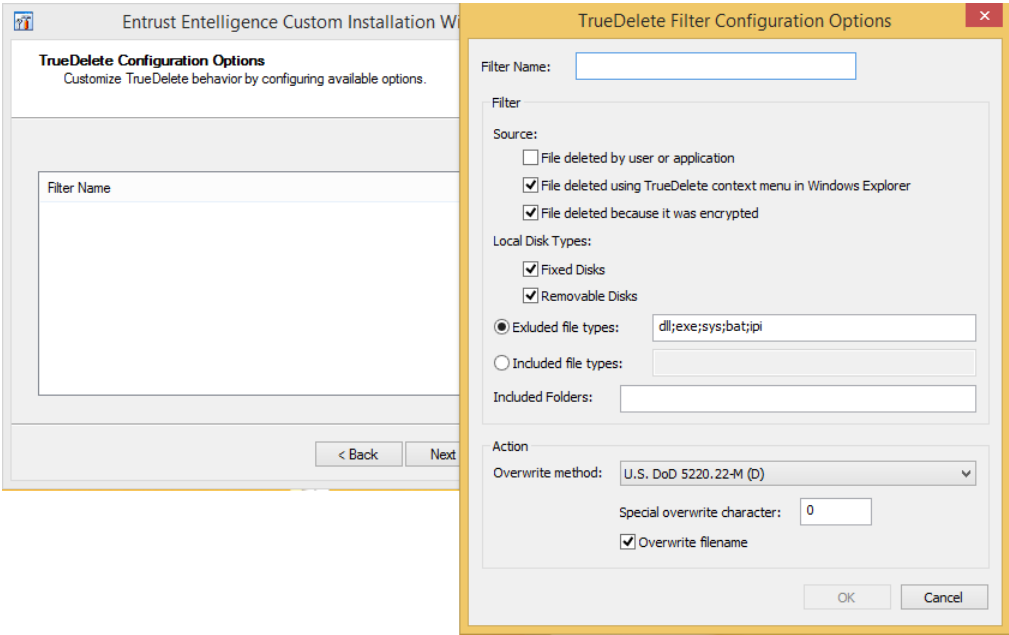 Entrust Entelligence Custom Installation Wi
TrueDelete Configuration Options
Customize TrueDelete behavior by configuring available options.
Filter Name
< Back
Next
TrueDelete Filter Configuration Options
Filter Name:
Filter
Source:
File deleted by user or application
File deleted using TrueDelete context menu in Windows Explorer
File deleted because it was encrypted
Local Disk Types:
Fixed Disks
Removable Disks
Exluded file types: dll;exe;sys;bat;ipi
Included file types:
Included Folders:
Action
Overwrite method: U.S. DoD 5220.22-M (D)
Special overwrite character: 0
Overwrite filename
OK
Cancel